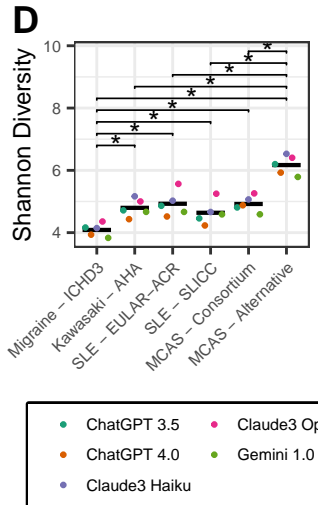 D
Shannon Diversity
10
8
6
4
* * * * * * * * *
Migraine − ICHD3
Kawasaki − AHA
SLE − EULAR−ACR
SLE − SLICC
MCAS − Consortium
MCAS − Alternative
ChatGPT 3.5
Claude3 Op
ChatGPT 4.0
Gemini 1.0
Claude3 Haiku